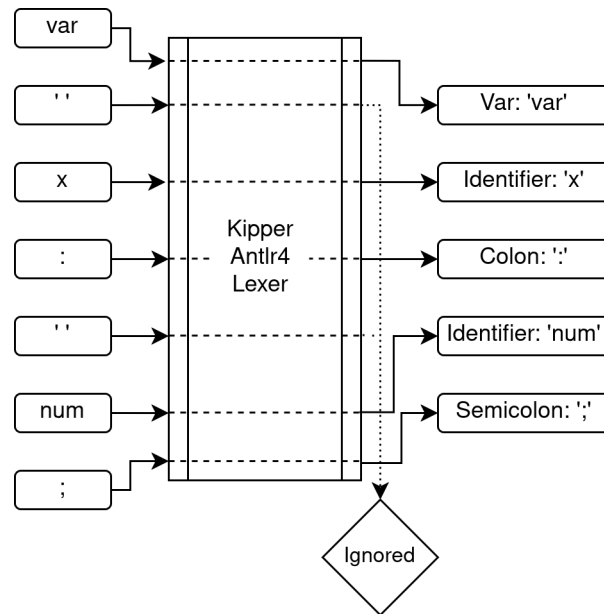 var
' '
x
:
' '
num
;
Kipper
Antlr4
Lexer
Var: 'var'
Identifier: 'x'
Colon: ':'
Identifier: 'num'
Semicolon: ';'
Ignored